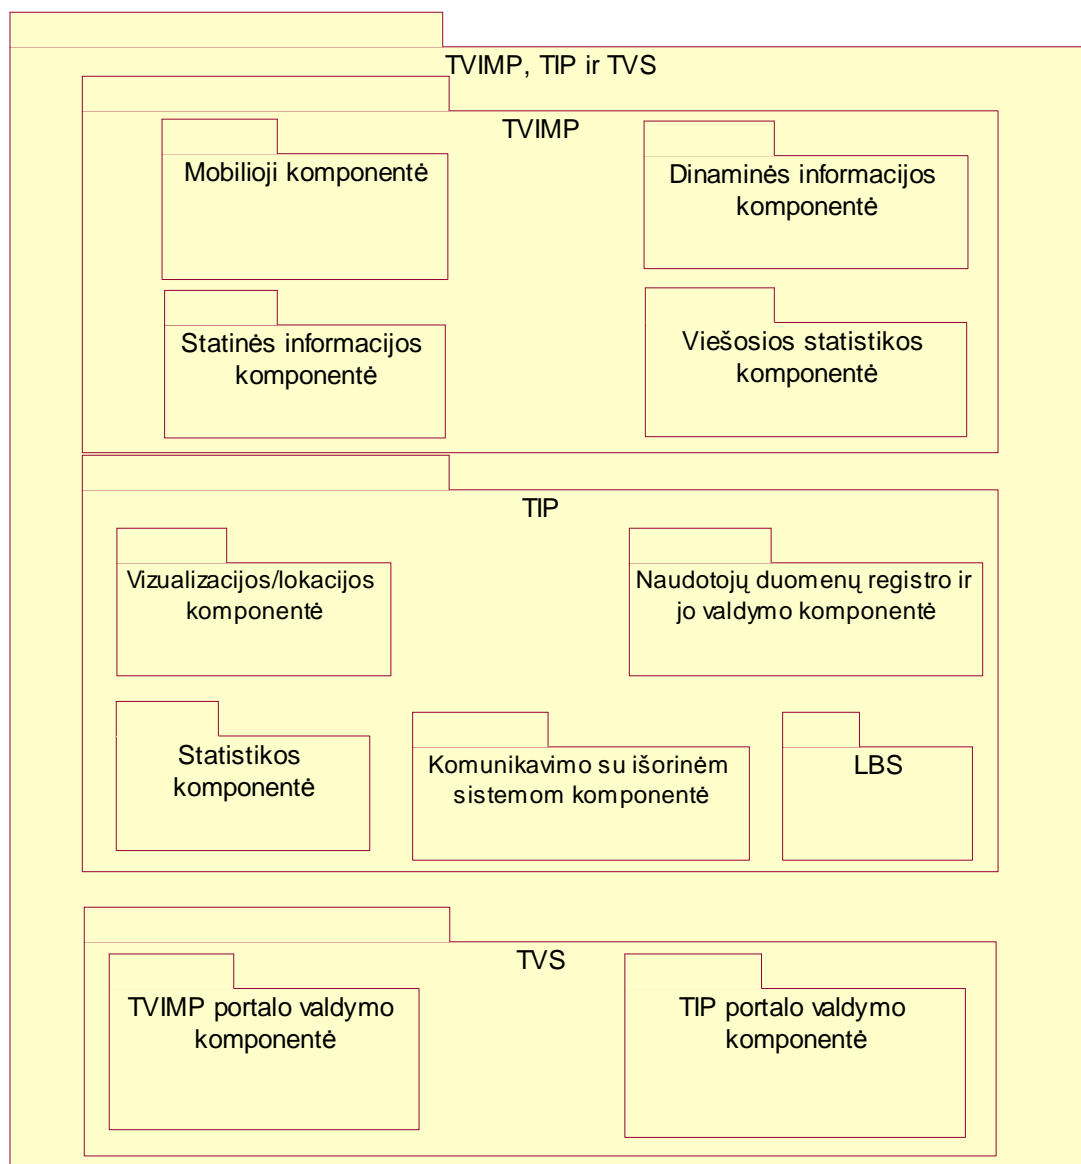 TVIMP, TIP ir TVS
TVIMP
Mobilioji komponentė
Dinaminės informacijos
komponentė
Statinės informacijos
komponentė
Viešosios statistikos
komponentė
TIP
Vizualizacijos/lokacijos
komponentė
Naudotojų duomenų registro ir
jo valdymo komponentė
Statistikos
komponentė
Komunikavimo su išorinėm
sistemom komponentė
LBS
TVS
TVIMP portalo valdymo
komponentė
TIP portalo valdymo
komponentė